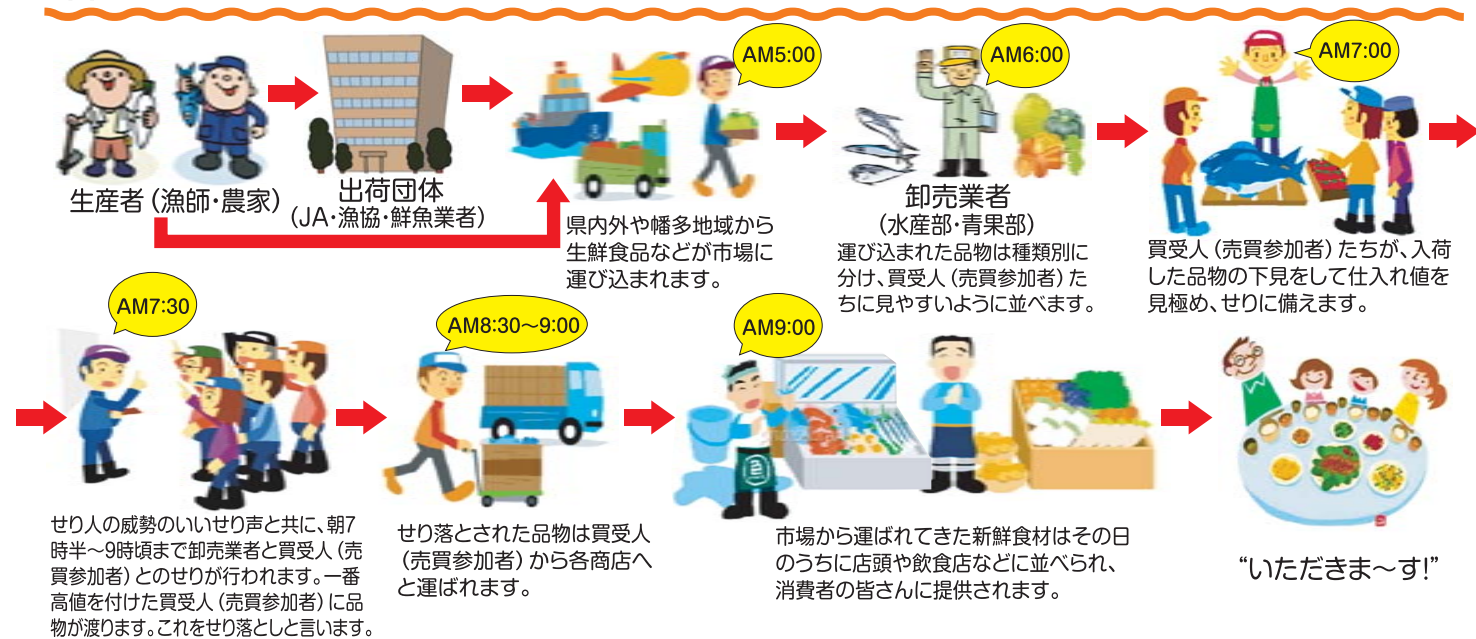 生産者（漁師・農家）
出荷団体
（JA・漁協・鮮魚業者）
AM5:00
県内外や幡多地域から
生鮮食品などが市場に
運び込まれます。
AM6:00
卸売業者
（水産部・青果部）
運び込まれた品物は種類別に
分け、買受人（売買参加者）た
ちに見やすいように並べます。
AM7:00
買受人（売買参加者）たちが、入荷
した品物の下見をして仕入れ値を
見極め、せりに備えます。
AM7:30
せり人の威勢のいいせり声と共に、朝7
時半〜9時頃まで卸売業者と買受人（売
買参加者）とのせりが行われます。一番
高値を付けた買受人（売買参加者）に品
物が渡ります。これをせり落としと言います。
AM8:30〜9:00
せり落とされた品物は買受人
（売買参加者）から各商店へ
と運ばれます。
AM9:00
市場から運ばれてきた新鮮食材はその日
のうちに店頭や飲食店などに並べられ、
消費者の皆さんに提供されます。
“いただきま〜す!”